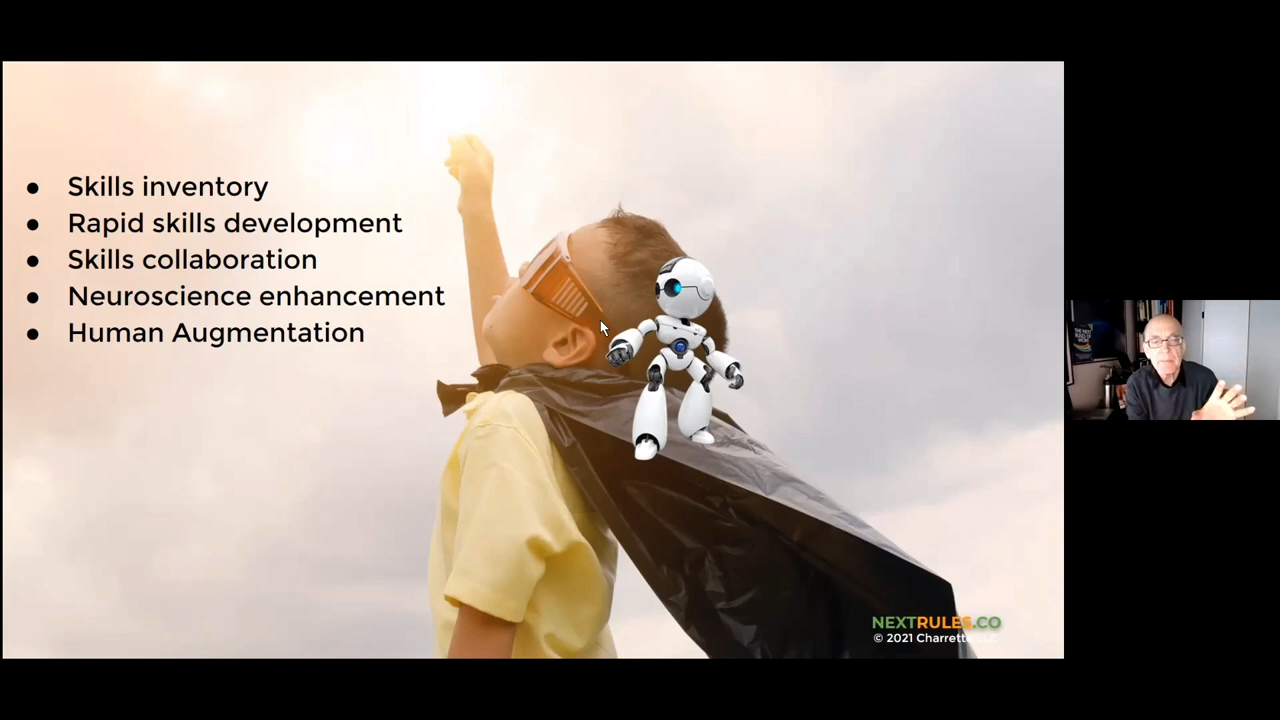 Skills inventory
Rapid skills development
Skills collaboration
Neuroscience enhancement
Human Augmentation
NEXTRULES.CO
© 2021 Charrette LLC